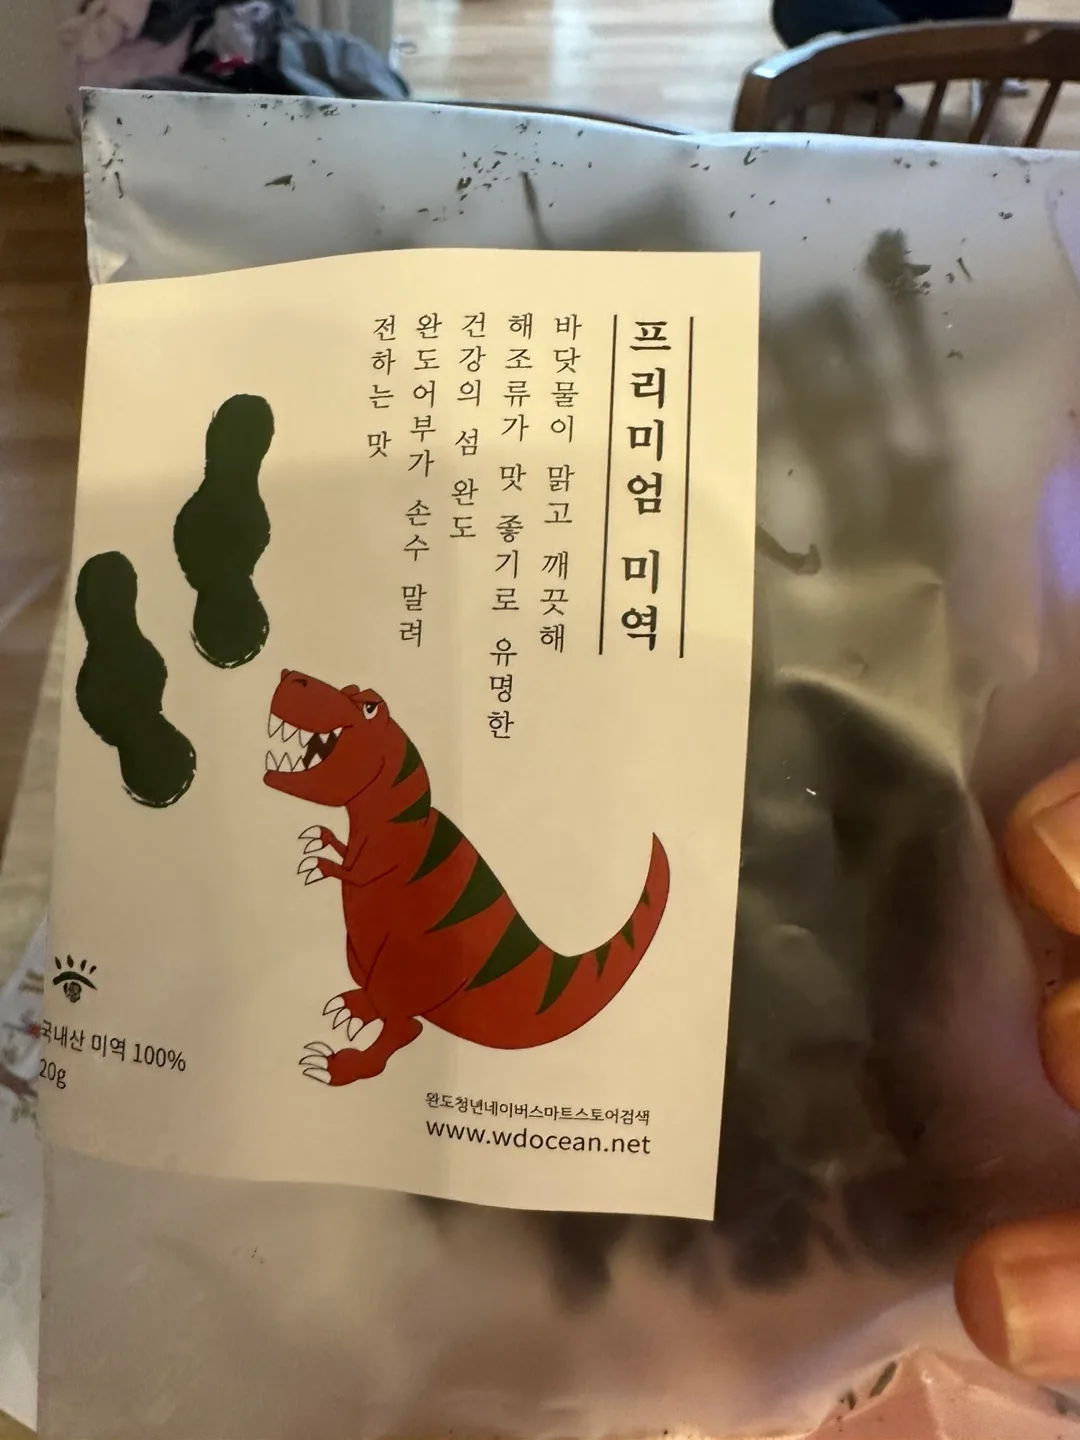 프리미엄 미역
바닷물이 맑고 깨끗해
해조류가 맛 좋기로 유명한
건강의 섬 완도
완도어부가 손수 말려
전하는 맛
국내산 미역 100%
20g
완도청년네이버스마트스토어검색
www.wdocean.net